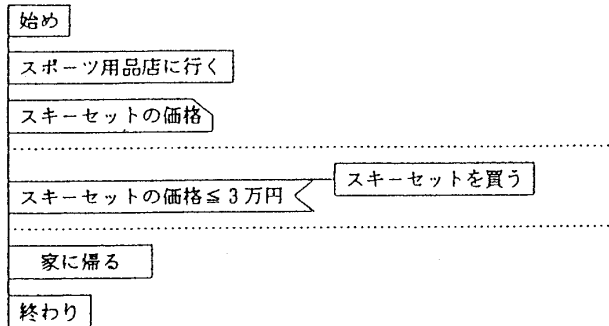 始め
スポーツ用品店に行く
スキーセットの価格
スキーセットを買う
スキーセットの価格≦3万円
家に帰る
終わり